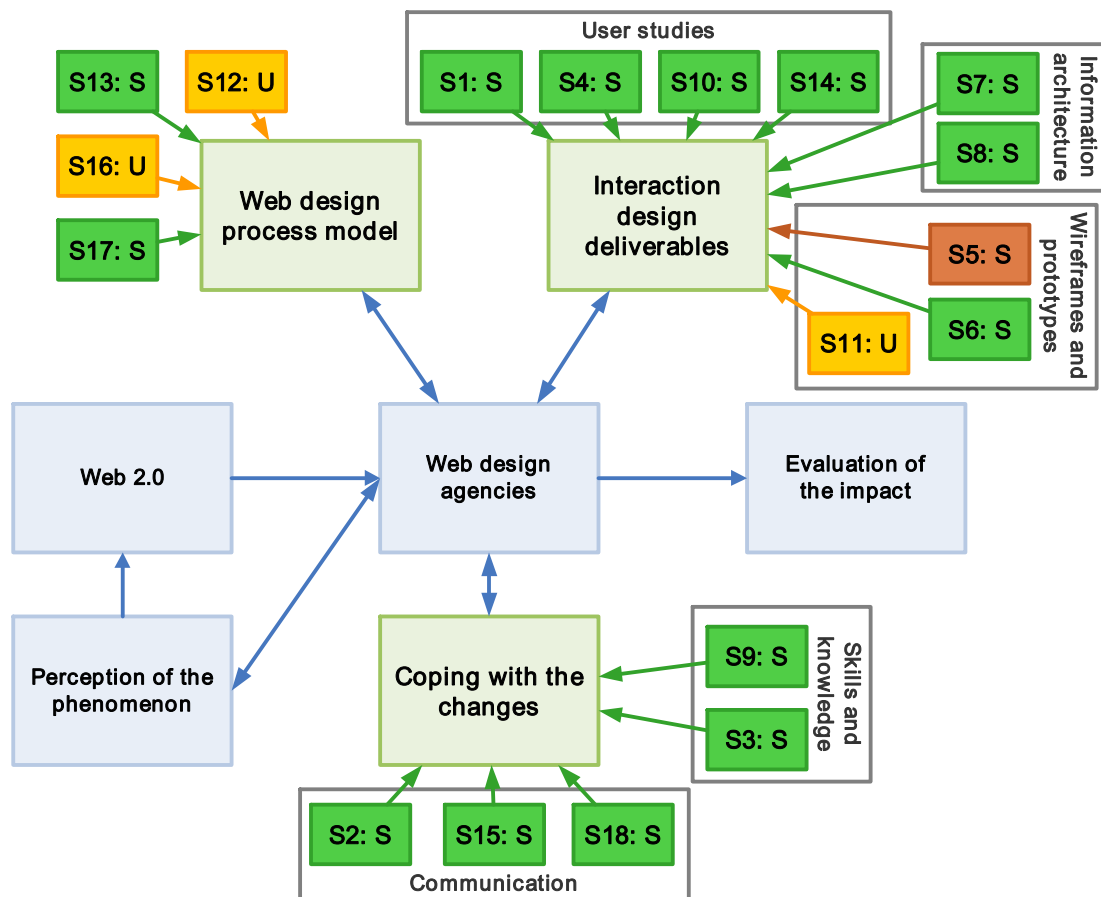 User studies
S13: S
S12: U
S1: S
S4: S
S10: S
S14: S
Information
architecture
S7: S
S8: S
S16: U
S17: S
Web design
process model
Interaction
design
deliverables
Wireframes and
prototypes
S5: S
S6: S
S11: U
Web 2.0
Web design
agencies
Evaluation of
the impact
Perception of the
phenomenon
Coping with the
changes
Skills and
knowledge
S9: S
S3: S
S2: S
S15: S
S18: S
Communication